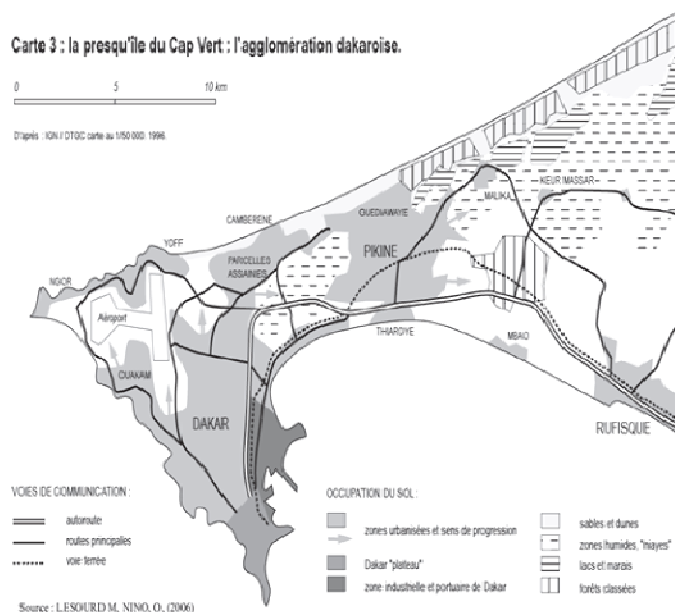 Carte 3 : la presqu'île du Cap Vert : l'agglomération dakaroise.
0 5 10 km
D'après : IGN / DTGC carte au 1/50 000 1996
KEUR MASSAR
MALIKA
GUEDIAWAYE
CAMBERENE
YOFF
PIKINE
PARCELLES
ASSAINIES
NGOR
Aéroport
THIAROYE
MBAO
OUAKAM
DAKAR
RUFISQUE
VOIES DE COMMUNICATION :
autoroute
routes principales
voie ferrée
OCCUPATION DU SOL :
zones urbanisées et sens de progression
Dakar "plateau"
zone industrielle et portuaire de Dakar
sables et dunes
zones humides, "niayes"
lacs et marais
forêts classées
Source : LESOURD M, NINO, O, (2006)